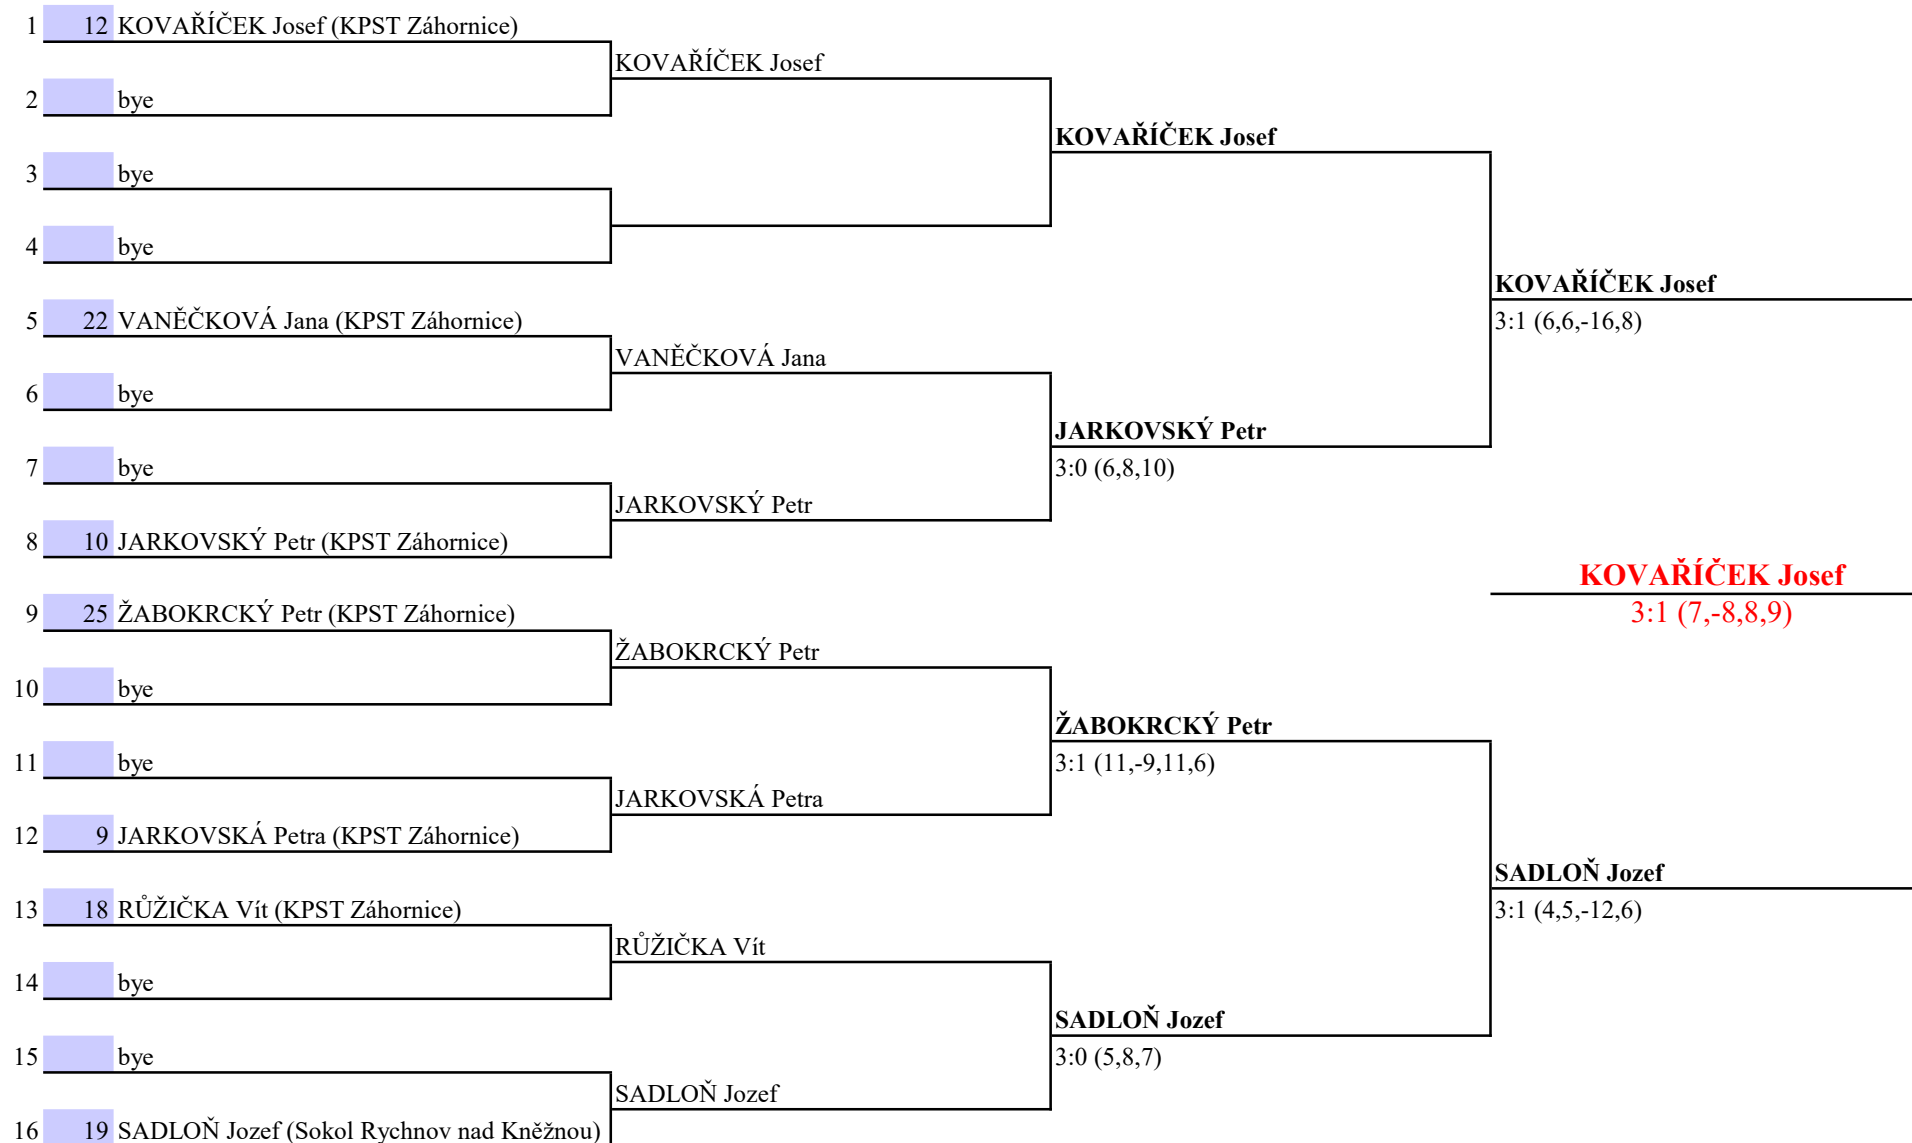 1 12 KOVAŘÍČEK Josef (KPST Záhornice)
KOVAŘÍČEK Josef
2 bye
KOVAŘÍČEK Josef
3 bye
4 bye
KOVAŘÍČEK Josef
5 22 VANĚČKOVÁ Jana (KPST Záhornice)
3:1 (6,6,-16,8)
VANĚČKOVÁ Jana
6 bye
JARKOVSKÝ Petr
7 bye
3:0 (6,8,10)
JARKOVSKÝ Petr
8 10 JARKOVSKÝ Petr (KPST Záhornice)
KOVAŘÍČEK Josef
9 25 ŽABOKRCKÝ Petr (KPST Záhornice)
3:1 (7,-8,8,9)
ŽABOKRCKÝ Petr
10 bye
ŽABOKRCKÝ Petr
11 bye
3:1 (11,-9,11,6)
JARKOVSKÁ Petra
12 9 JARKOVSKÁ Petra (KPST Záhornice)
SADLOŇ Jozef
13 18 RŮŽIČKA Vít (KPST Záhornice)
3:1 (4,5,-12,6)
RŮŽIČKA Vít
14 bye
SADLOŇ Jozef
15 bye
3:0 (5,8,7)
SADLOŇ Jozef
16 19 SADLOŇ Jozef (Sokol Rychnov nad Kněžnou)